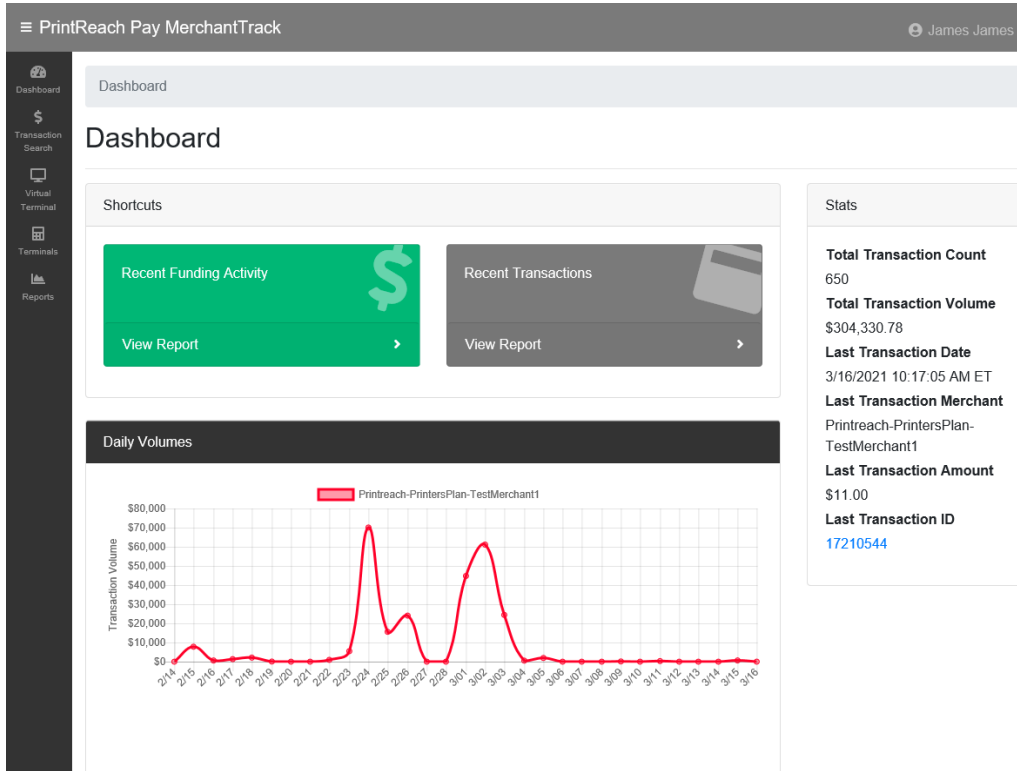 ≡ PrintReach Pay MerchantTrack
James James
Dashboard
Transaction
Search
Virtual
Terminal
Terminals
Reports
Dashboard
Dashboard
Shortcuts
Recent Funding Activity
View Report
Recent Transactions
View Report
Daily Volumes
Printreach-PrintersPlan-TestMerchant1
Transaction Volume
$80,000
$70,000
$60,000
$50,000
$40,000
$30,000
$20,000
$10,000
$0
2/14
2/15
2/16
2/17
2/18
2/19
2/20
2/21
2/22
2/23
2/24
2/25
2/26
2/27
2/28
3/01
3/02
3/03
3/04
3/05
3/06
3/07
3/08
3/09
3/10
3/11
3/12
3/13
3/14
3/15
3/16
Stats
Total Transaction Count
650
Total Transaction Volume
$304,330.78
Last Transaction Date
3/16/2021 10:17:05 AM ET
Last Transaction Merchant
Printreach-PrintersPlan-
TestMerchant1
Last Transaction Amount
$11.00
Last Transaction ID
17210544